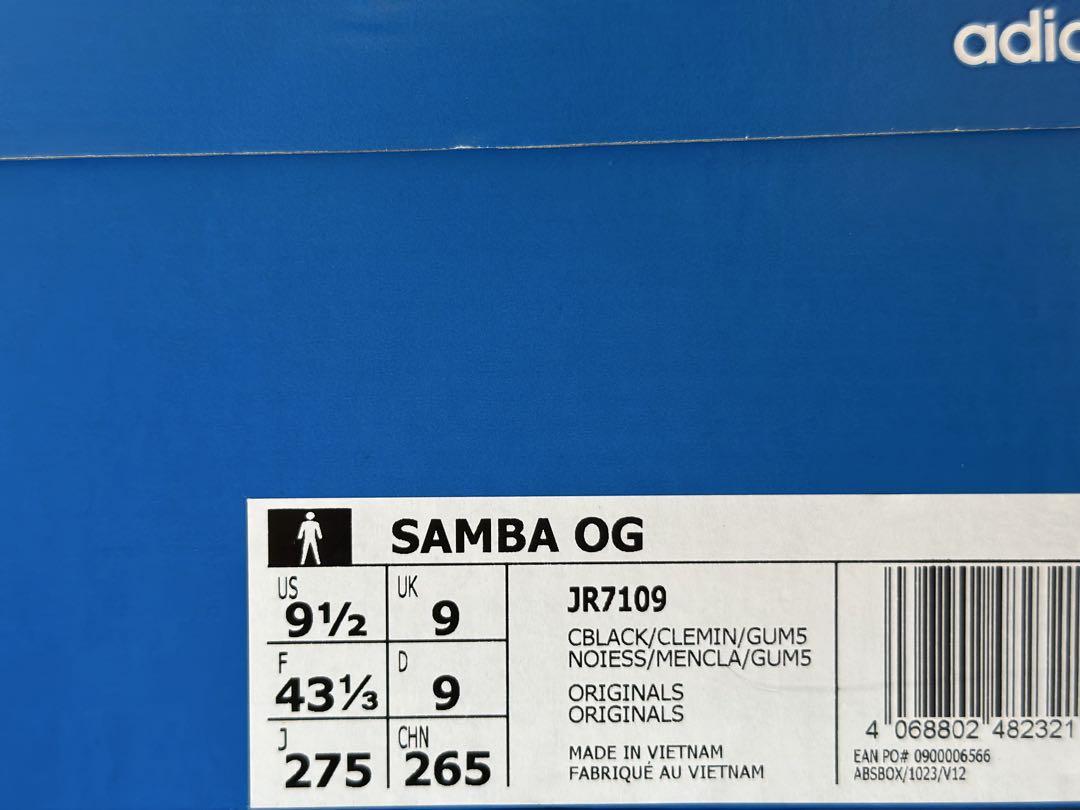 adid
SAMBA OG
US 9½ UK 9
F 43⅓ D 9
J 275 CHN 265
JR7109
CBLACK/CLEMIN/GUM5
NOIESS/MENCLA/GUM5
ORIGINALS
ORIGINALS
MADE IN VIETNAM
FABRIQUÉ AU VIETNAM
4 068802 482321
EAN PO# 0900006566
ABSBOX/1023/V12